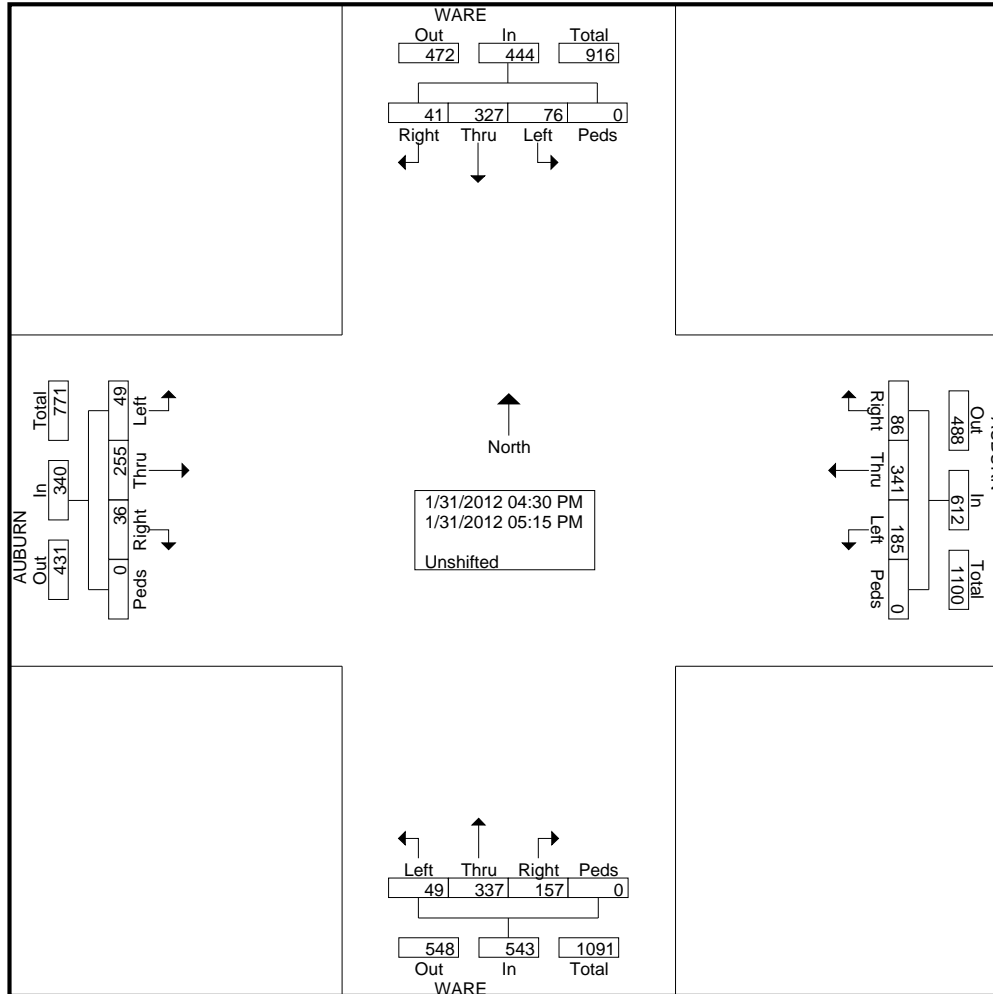 WARE
Out In Total
472 444 916
41 327 76 0
Right Thru Left Peds
AUBURN
Out In Total
431 340 771
Left Thru Right Peds
49 255 36 0
North
1/31/2012 04:30 PM
1/31/2012 05:15 PM
Unshifted
Right Thru Left Peds
86 341 185 0
Out In Total
488 612 1100
Left Thru Right Peds
49 337 157 0
548 543 1091
Out In Total
WARE